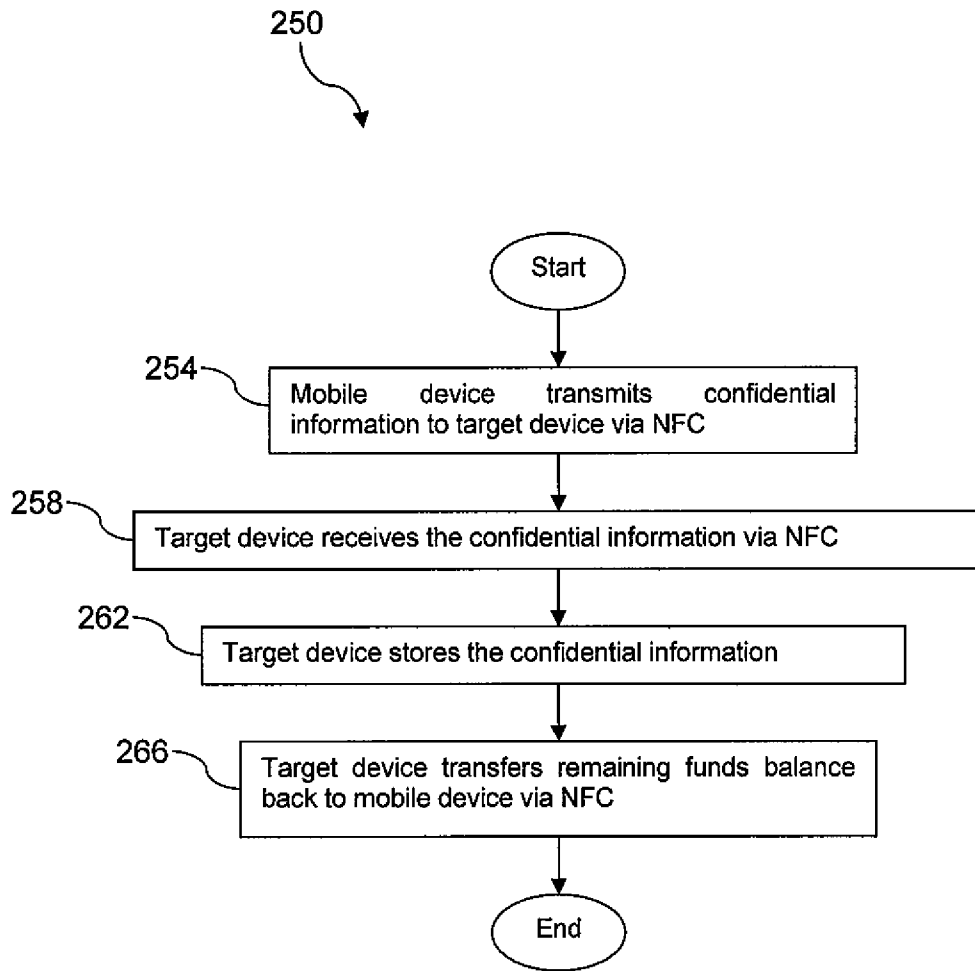 250
Start
254
Mobile device transmits confidential
information to target device via NFC
258
Target device receives the confidential information via NFC
262
Target device stores the confidential information
266
Target device transfers remaining funds balance
back to mobile device via NFC
End